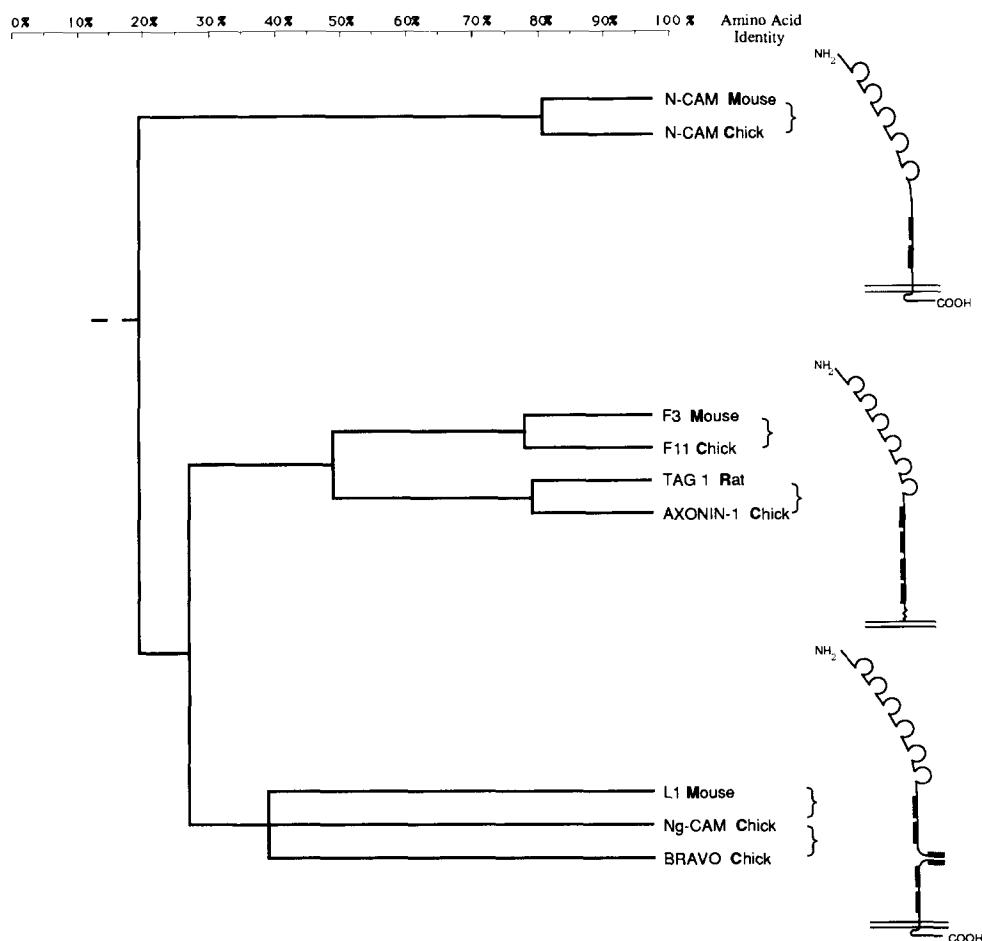 0% 10% 20% 30% 40% 50% 60% 70% 80% 90% 100 % Amino Acid
Identity
NH2
N-CAM Mouse
N-CAM Chick
COOH
NH2
F3 Mouse
F11 Chick
TAG 1 Rat
AXONIN-1 Chick
NH2
L1 Mouse
Ng-CAM Chick
BRAVO Chick
COOH